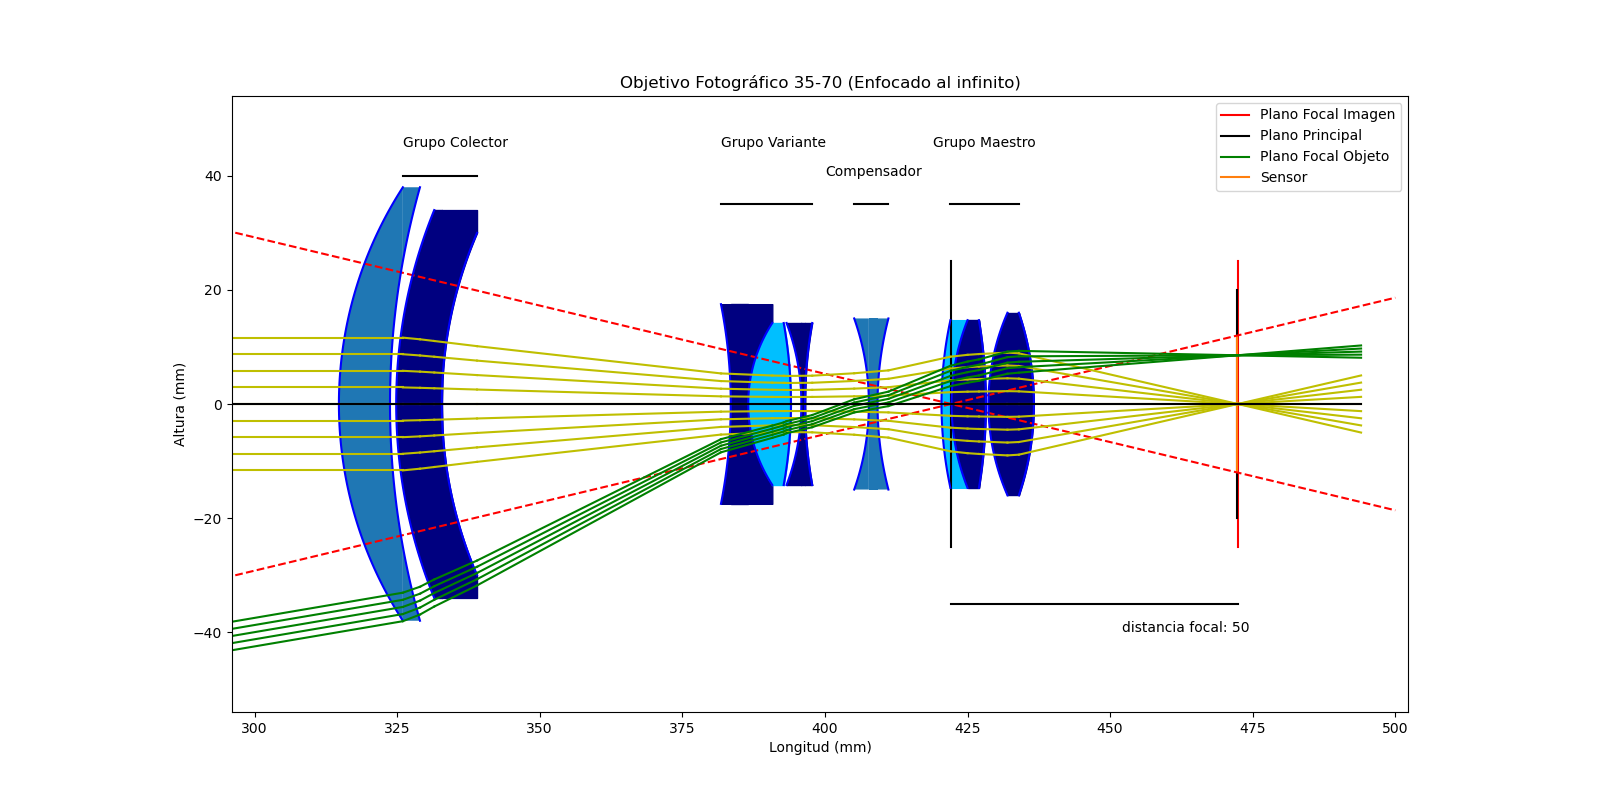 Objetivo Fotográfico 35-70 (Enfocado al infinito)
Plano Focal Imagen
Plano Principal
Plano Focal Objeto
Sensor
Grupo Colector
Grupo Variante
Grupo Maestro
Compensador
distancia focal: 50
Altura (mm)
40
20
0
−20
−40
300
325
350
375
400
425
450
475
500
Longitud (mm)